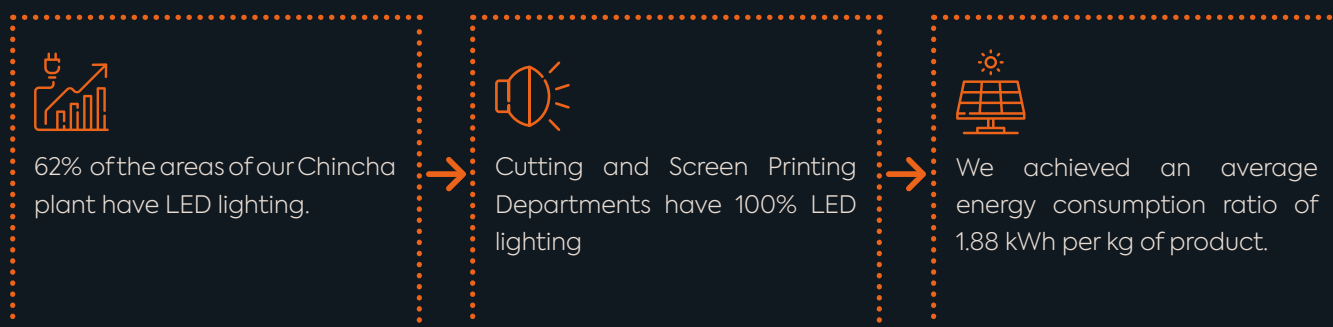 62% of the areas of our Chincha
plant have LED lighting.
Cutting and Screen Printing
Departments have 100% LED
lighting
We achieved an average
energy consumption ratio of
1.88 kWh per kg of product.